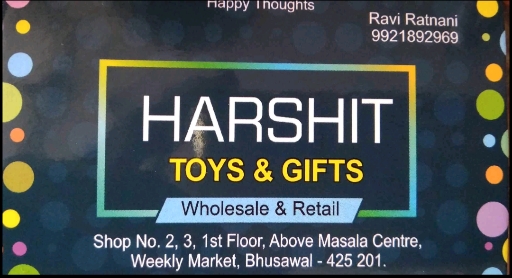 Happy Thoughts
Ravi Ratnani
9921892969
HARSHIT
TOYS & GIFTS
Wholesale & Retail
Shop No. 2, 3, 1st Floor, Above Masala Centre,
Weekly Market, Bhusawal - 425 201.